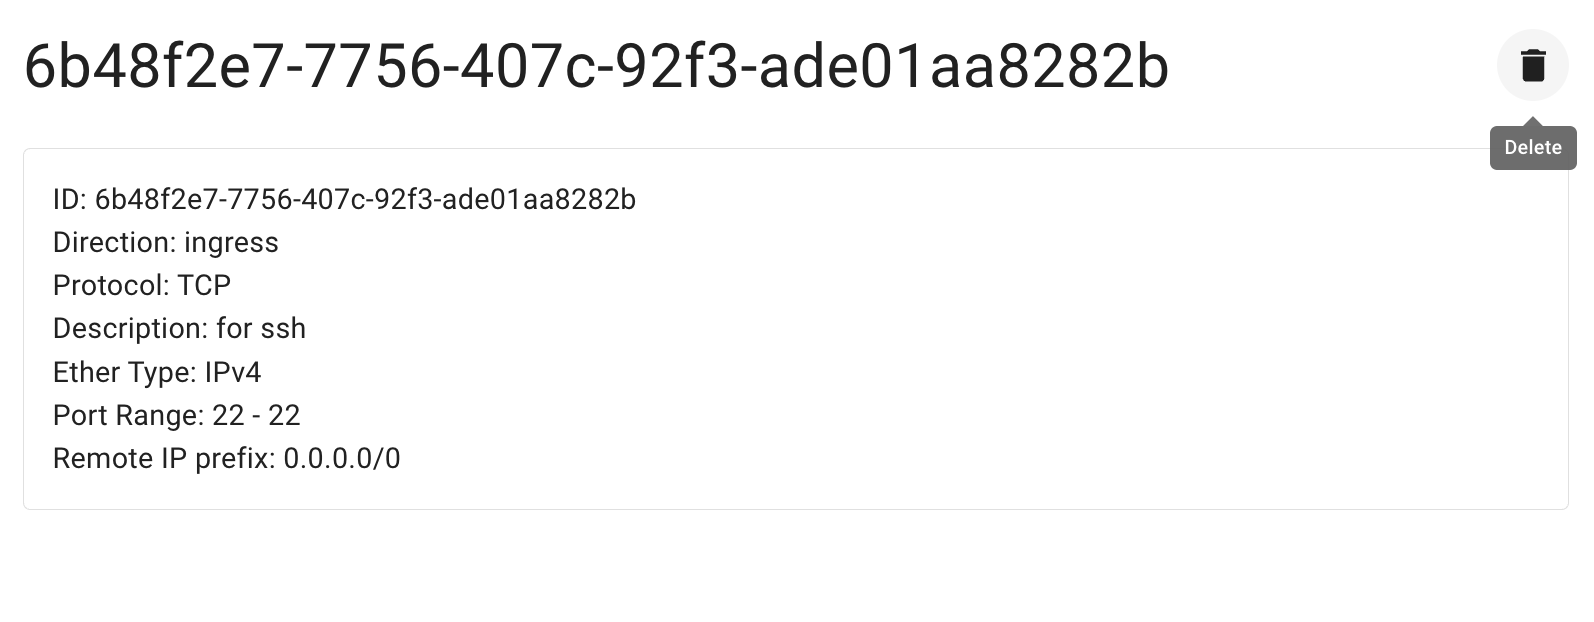 6b48f2e7-7756-407c-92f3-ade01aa8282b
Delete
ID: 6b48f2e7-7756-407c-92f3-ade01aa8282b
Direction: ingress
Protocol: TCP
Description: for ssh
Ether Type: IPv4
Port Range: 22 - 22
Remote IP prefix: 0.0.0.0/0